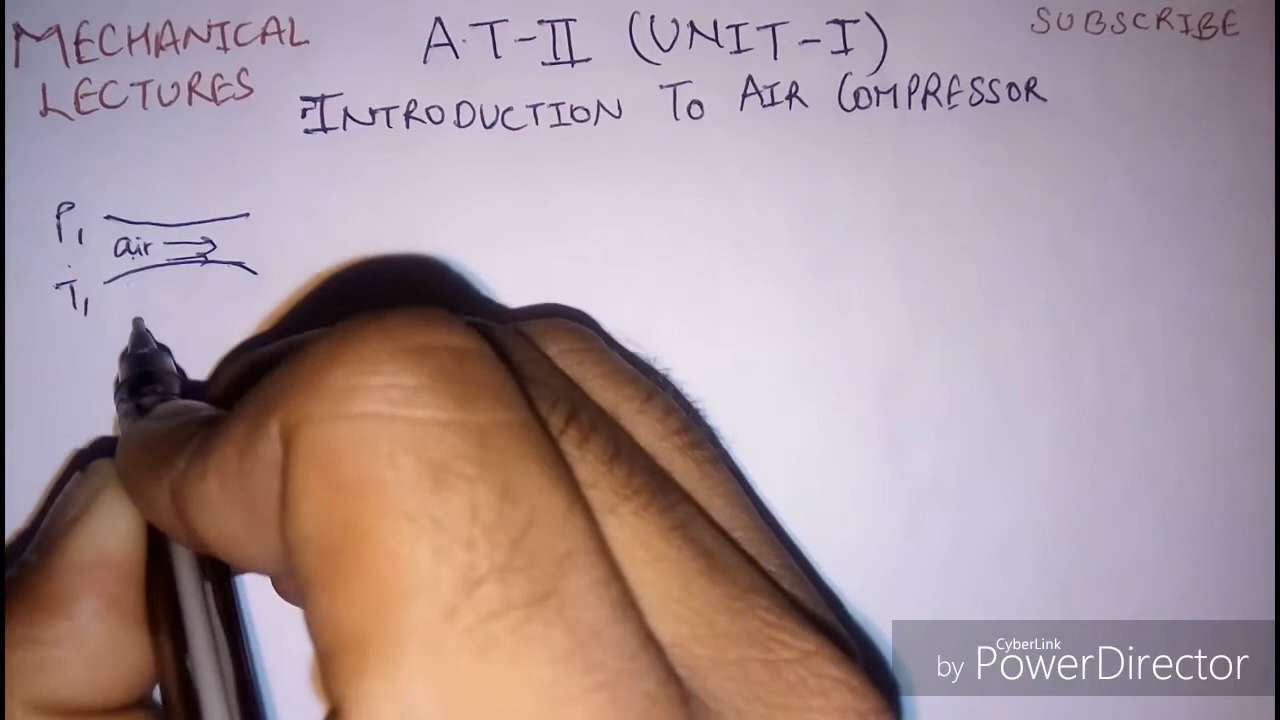 MECHANICAL LECTURES
A.T-II (UNIT-I)
SUBSCRIBE
INTRODUCTION TO AIR COMPRESSOR
P1
air
T1
CyberLink
by PowerDirector